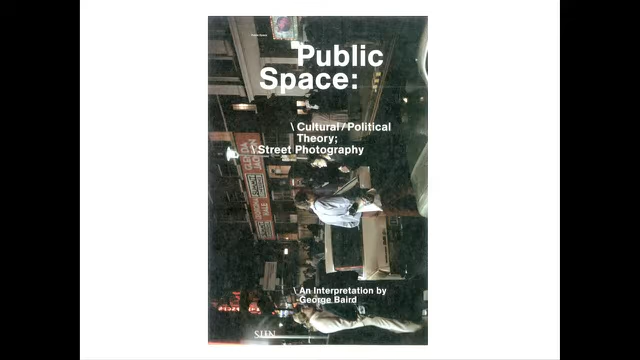 Public
Space:
\ Cultural/Political
Theory;
\ Street Photography
\ An Interpretation by
George Baird
SUN